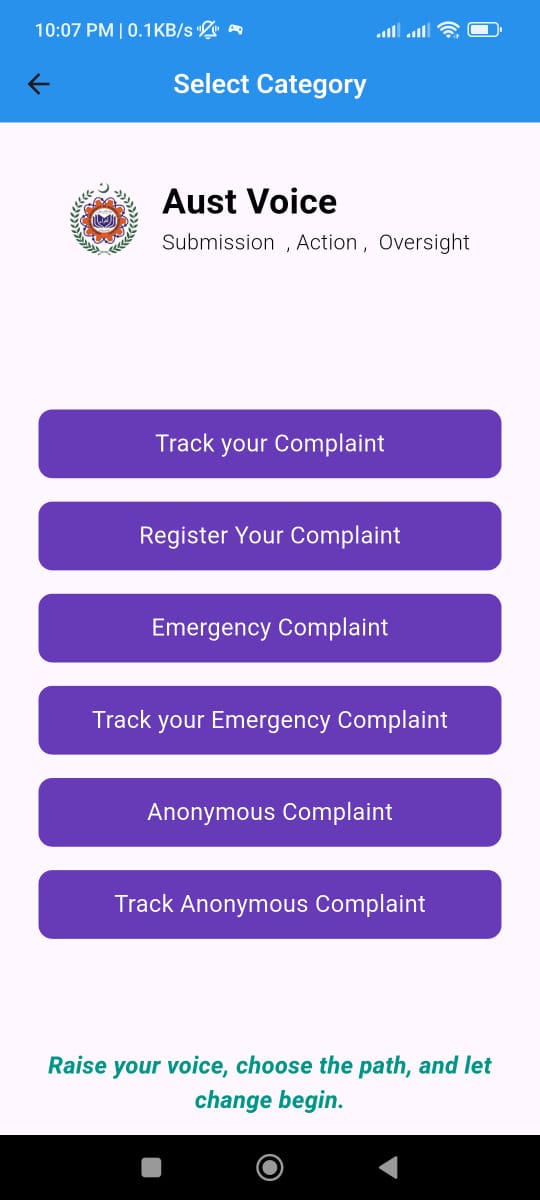 10:07 PM | 0.1KB/s
Select Category
Aust Voice
Submission , Action , Oversight
Track your Complaint
Register Your Complaint
Emergency Complaint
Track your Emergency Complaint
Anonymous Complaint
Track Anonymous Complaint
Raise your voice, choose the path, and let
change begin.